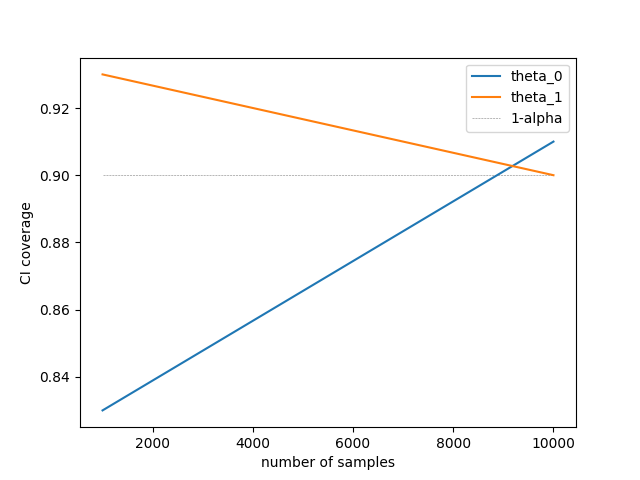 theta_0
theta_1
1-alpha
0.92
0.90
0.88
0.86
0.84
CI coverage
2000 4000 6000 8000 10000
number of samples